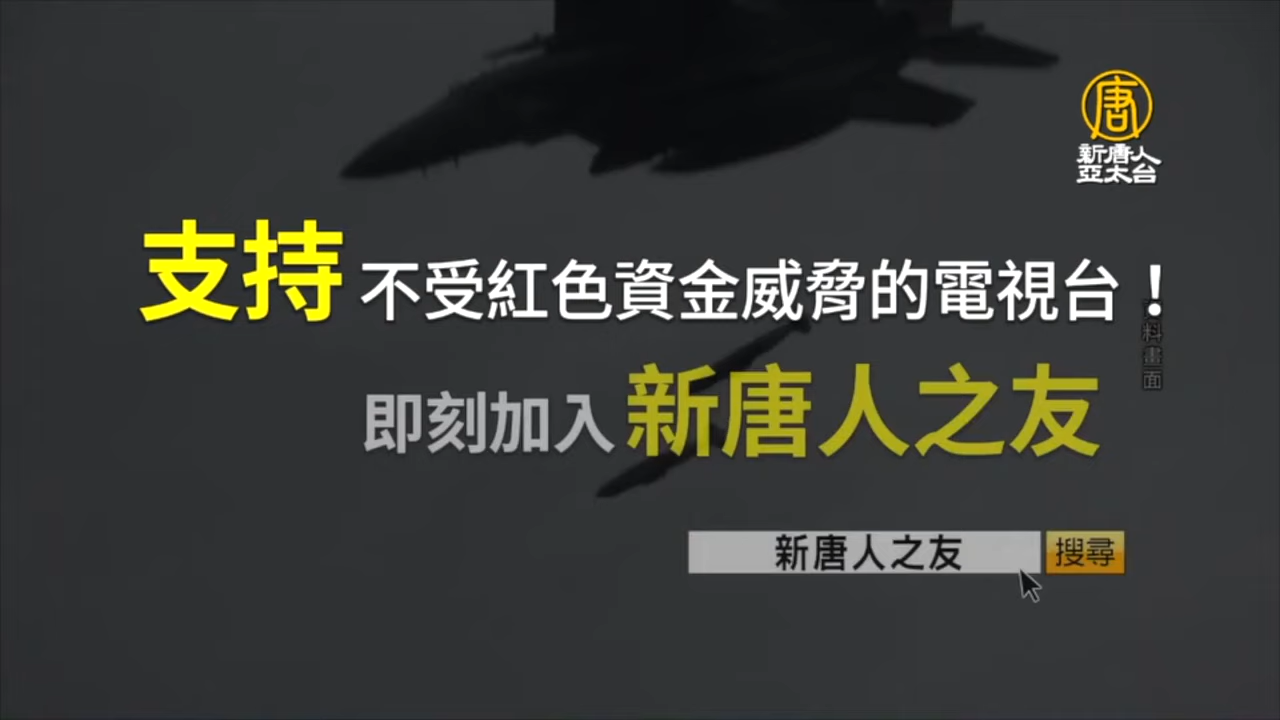 唐
新唐人
亞太台
支持不受紅色資金威脅的電視台！
料畫面
即刻加入新唐人之友
新唐人之友 搜尋